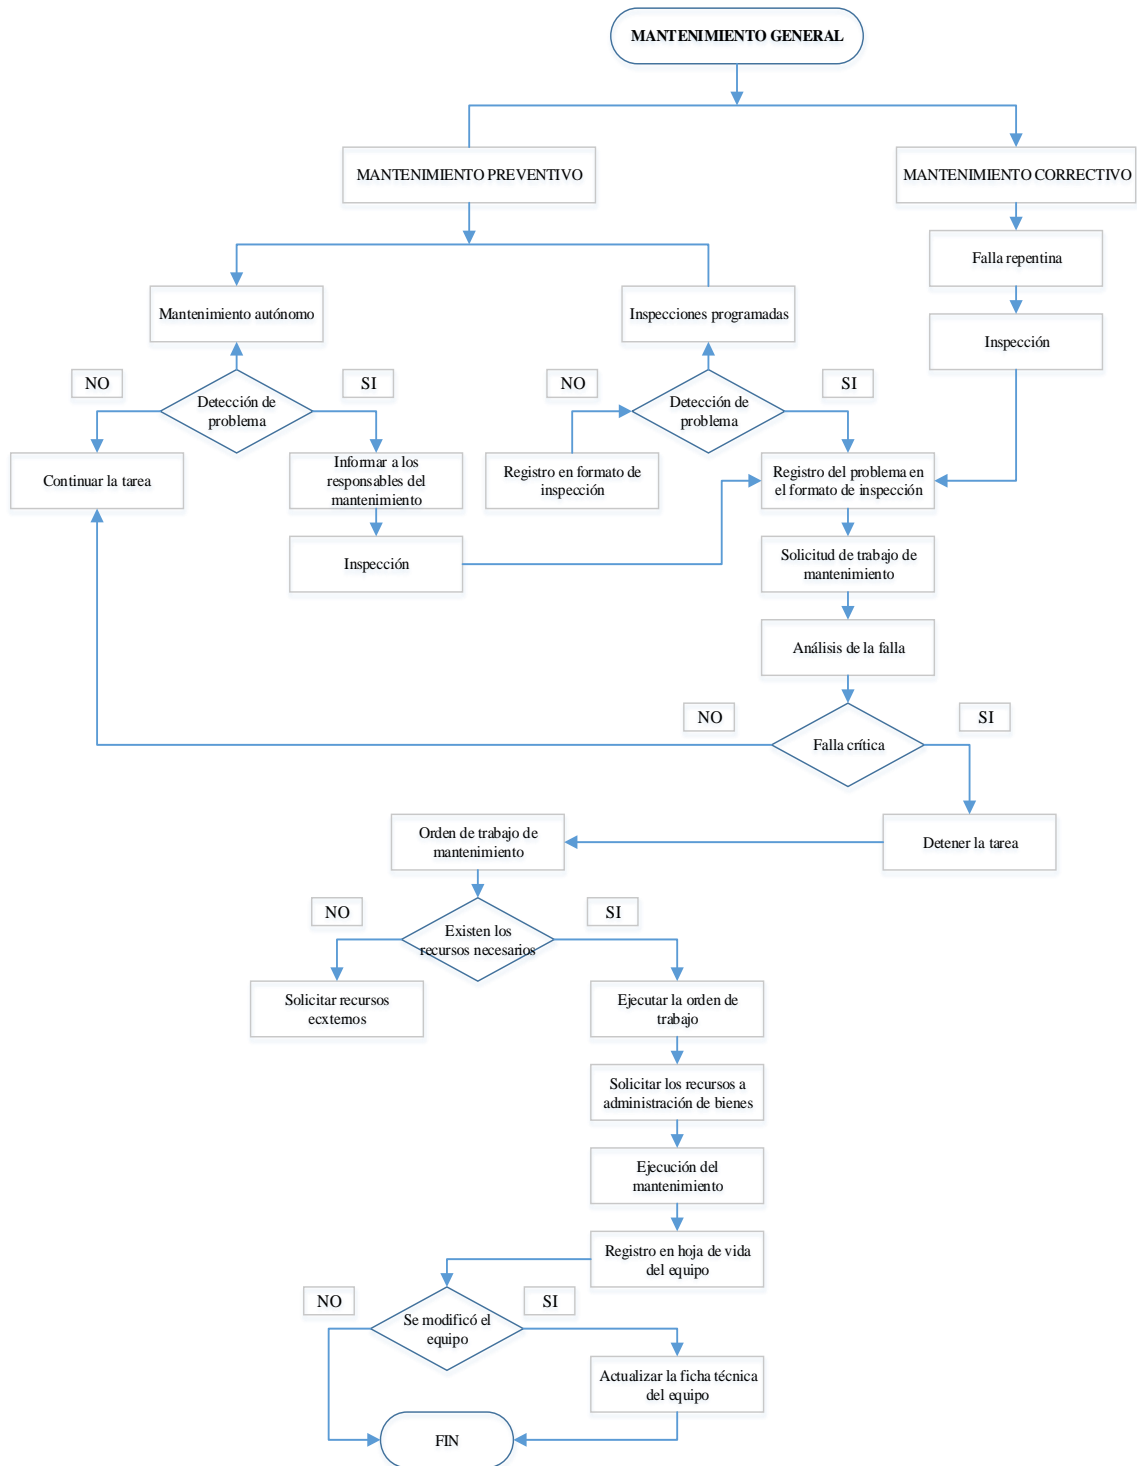 MANTENIMIENTO GENERAL
MANTENIMIENTO PREVENTIVO
MANTENIMIENTO CORRECTIVO
Falla repentina
Mantenimiento autónomo
Inspecciones programadas
Inspección
NO
SI
NO
SI
Detección de
problema
Detección de
problema
Continuar la tarea
Informar a los
responsables del
mantenimiento
Registro en formato de
inspección
Registro del problema en
el formato de inspección
Inspección
Solicitud de trabajo de
mantenimiento
Análisis de la falla
NO
SI
Falla crítica
Orden de trabajo de
mantenimiento
Detener la tarea
NO
SI
Existen los
recursos necesarios
Solicitar recursos
ecxternos
Ejecutar la orden de
trabajo
Solicitar los recursos a
administración de bienes
Ejecución del
mantenimiento
Registro en hoja de vida
del equipo
NO
SI
Se modificó el
equipo
Actualizar la ficha técnica
del equipo
FIN